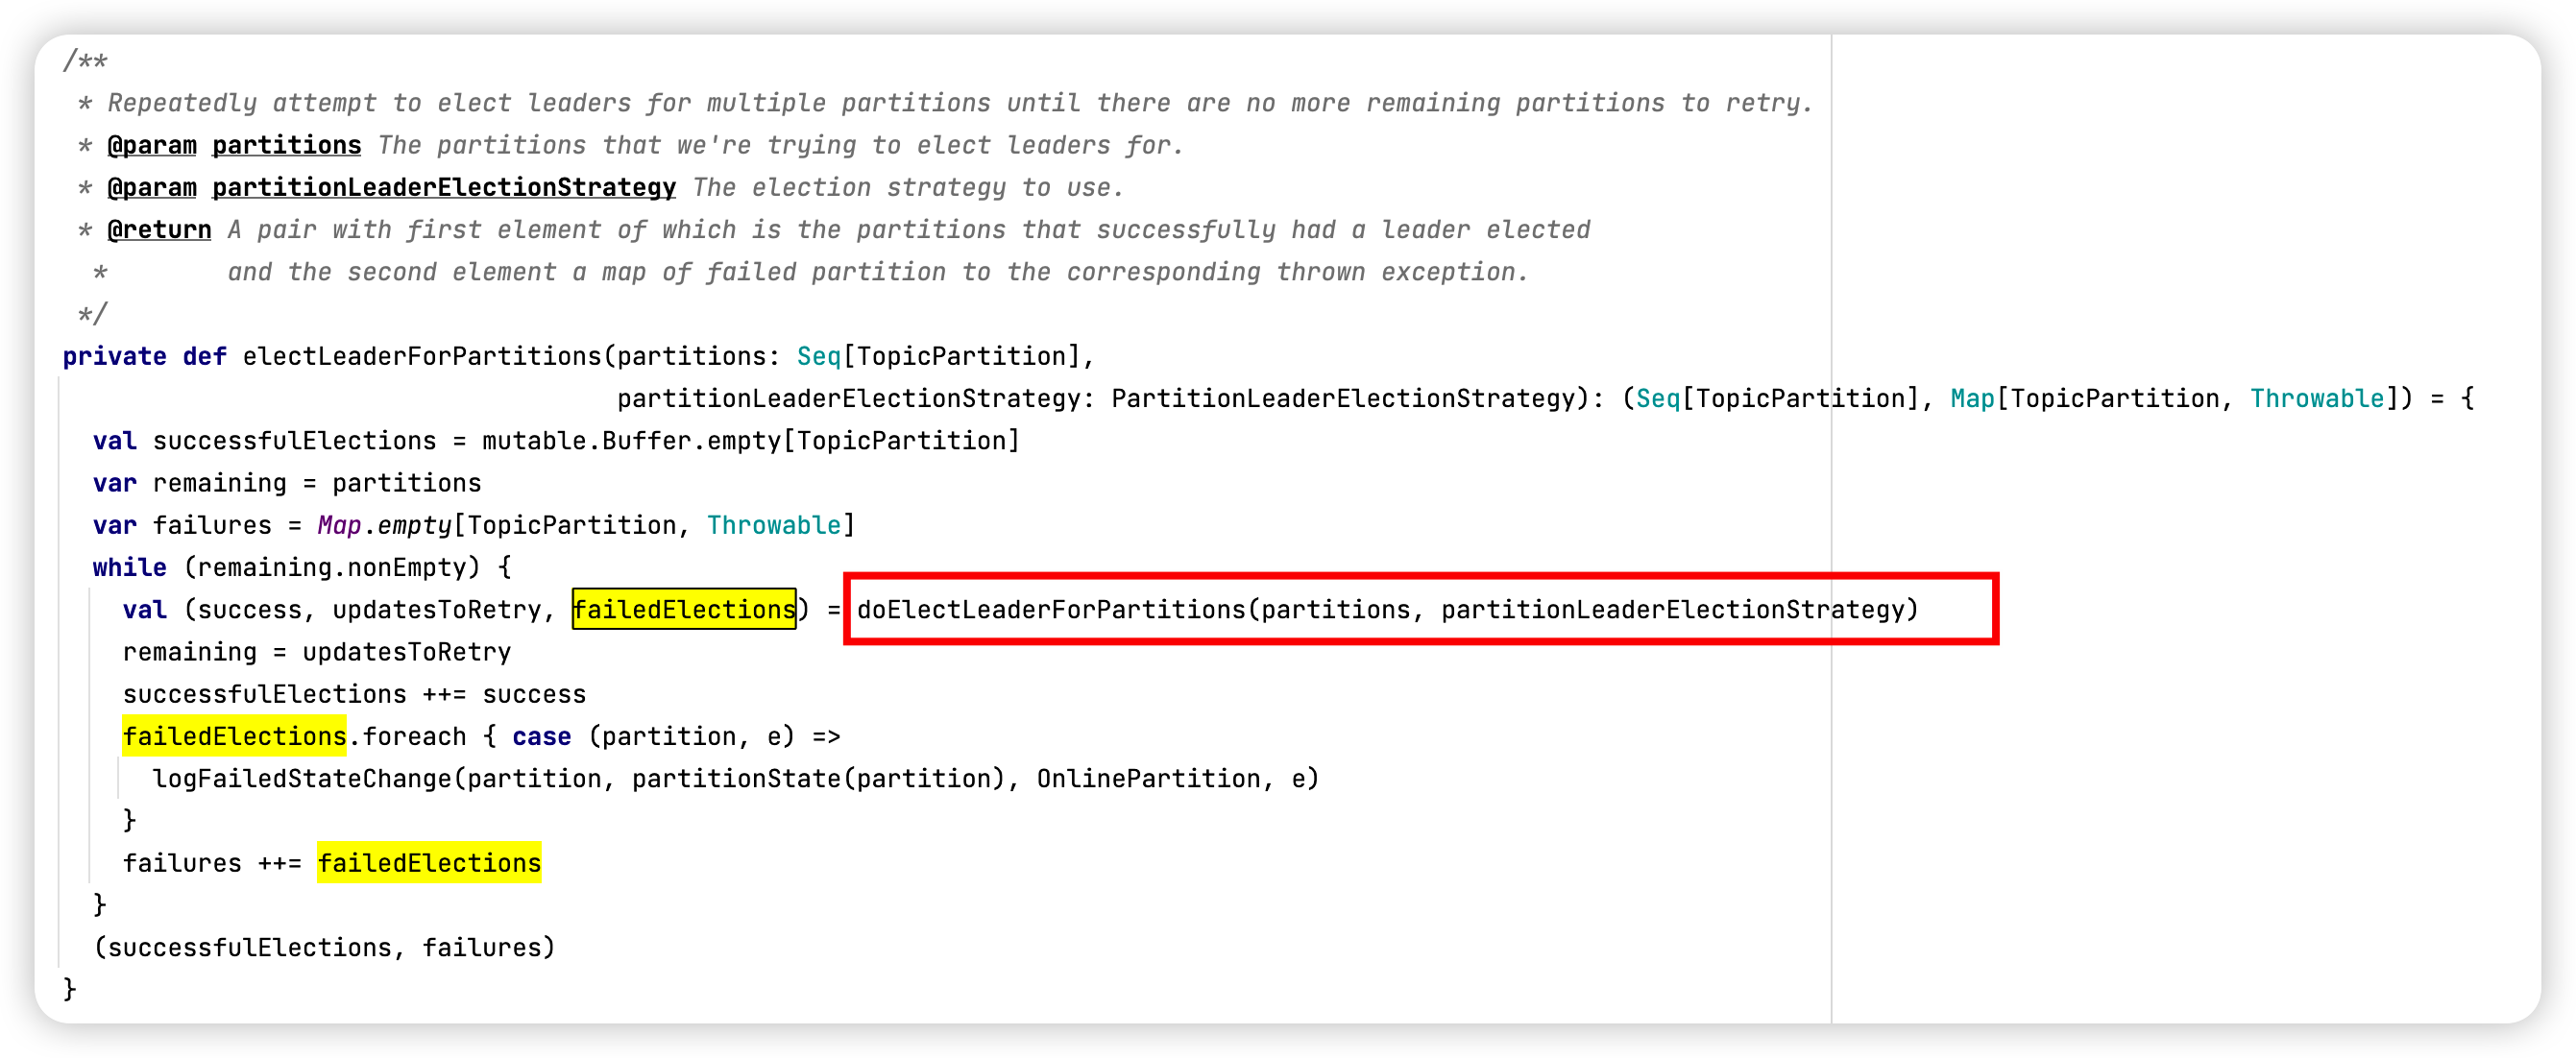 /**
 * Repeatedly attempt to elect leaders for multiple partitions until there are no more remaining partitions to retry.
 * @param partitions The partitions that we're trying to elect leaders for.
 * @param partitionLeaderElectionStrategy The election strategy to use.
 * @return A pair with first element of which is the partitions that successfully had a leader elected
  *        and the second element a map of failed partition to the corresponding thrown exception.
 */
private def electLeaderForPartitions(partitions: Seq[TopicPartition],
                                     partitionLeaderElectionStrategy: PartitionLeaderElectionStrategy): (Seq[TopicPartition], Map[TopicPartition, Throwable]) = {
  val successfulElections = mutable.Buffer.empty[TopicPartition]
  var remaining = partitions
  var failures = Map.empty[TopicPartition, Throwable]
  while (remaining.nonEmpty) {
    val (success, updatesToRetry, failedElections) = doElectLeaderForPartitions(partitions, partitionLeaderElectionStrategy)
    remaining = updatesToRetry
    successfulElections ++= success
    failedElections.foreach { case (partition, e) =>
      logFailedStateChange(partition, partitionState(partition), OnlinePartition, e)
    }
    failures ++= failedElections
  }
  (successfulElections, failures)
}